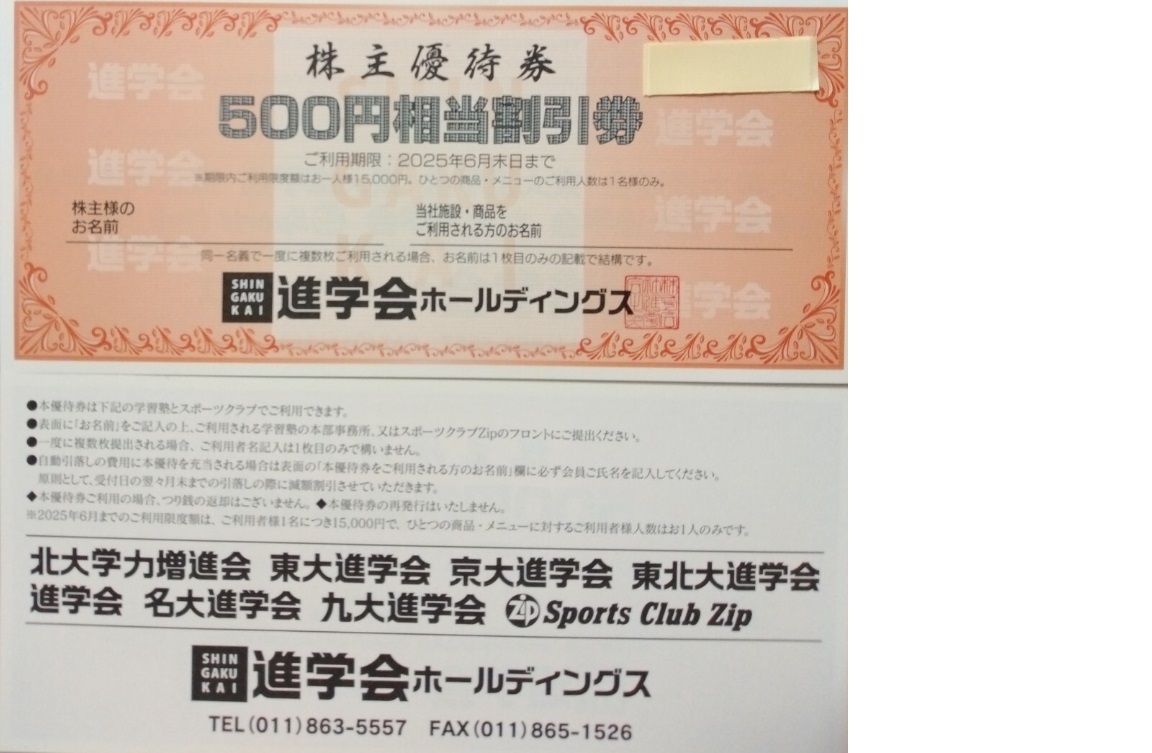 株主優待券
500円相当割引券
ご利用期限：2025年6月末日まで
※期限内ご利用限度額はお一人様15,000円。ひとつの商品・メニューのご利用人数は1名様のみ。
株主様の
お名前
当社施設・商品を
ご利用される方のお名前
同一名義で一度に複数枚ご利用される場合、お名前は1枚目のみの記載で結構です。
SHIN
GAKU
KAI
進学会ホールディングス
進学会
進学会
進学会
進学会
進学会
進学会
●本優待券は下記の学習塾とスポーツクラブでご利用できます。
●表面に「お名前」をご記入の上、ご利用される学習塾の本部事務所、又はスポーツクラブZipのフロントにご提出ください。
●一度に複数枚提出される場合、ご利用者名記入は1枚目のみで構いません。
●自動引落しの費用に本優待を充当される場合は表面の「本優待券をご利用される方のお名前」欄に必ず会員ご氏名を記入してください。
原則として、受付日の翌々月末までの引落しの際に減額割引させていただきます。
◆本優待券ご利用の場合、つり銭の返却はございません。◆本優待券の再発行はいたしません。
※2025年6月までのご利用限度額は、ご利用者様1名につき15,000円で、ひとつの商品・メニューに対するご利用者様人数はお1人のみです。
北大学力増進会 東大進学会 京大進学会 東北大進学会
進学会 名大進学会 九大進学会 ZIP Sports Club Zip
SHIN
GAKU
KAI
進学会ホールディングス
TEL(011)863-5557 FAX(011)865-1526